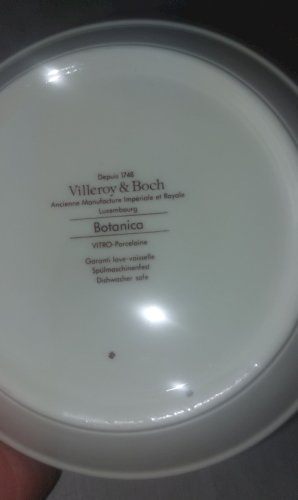 Depuis 1748
Villeroy & Boch
Ancienne Manufacture Impériale et Royale
Luxembourg
Botanica
VITRO-Porcelaine
Garanti lave-vaisselle
Spülmaschinenfest
Dishwasher safe